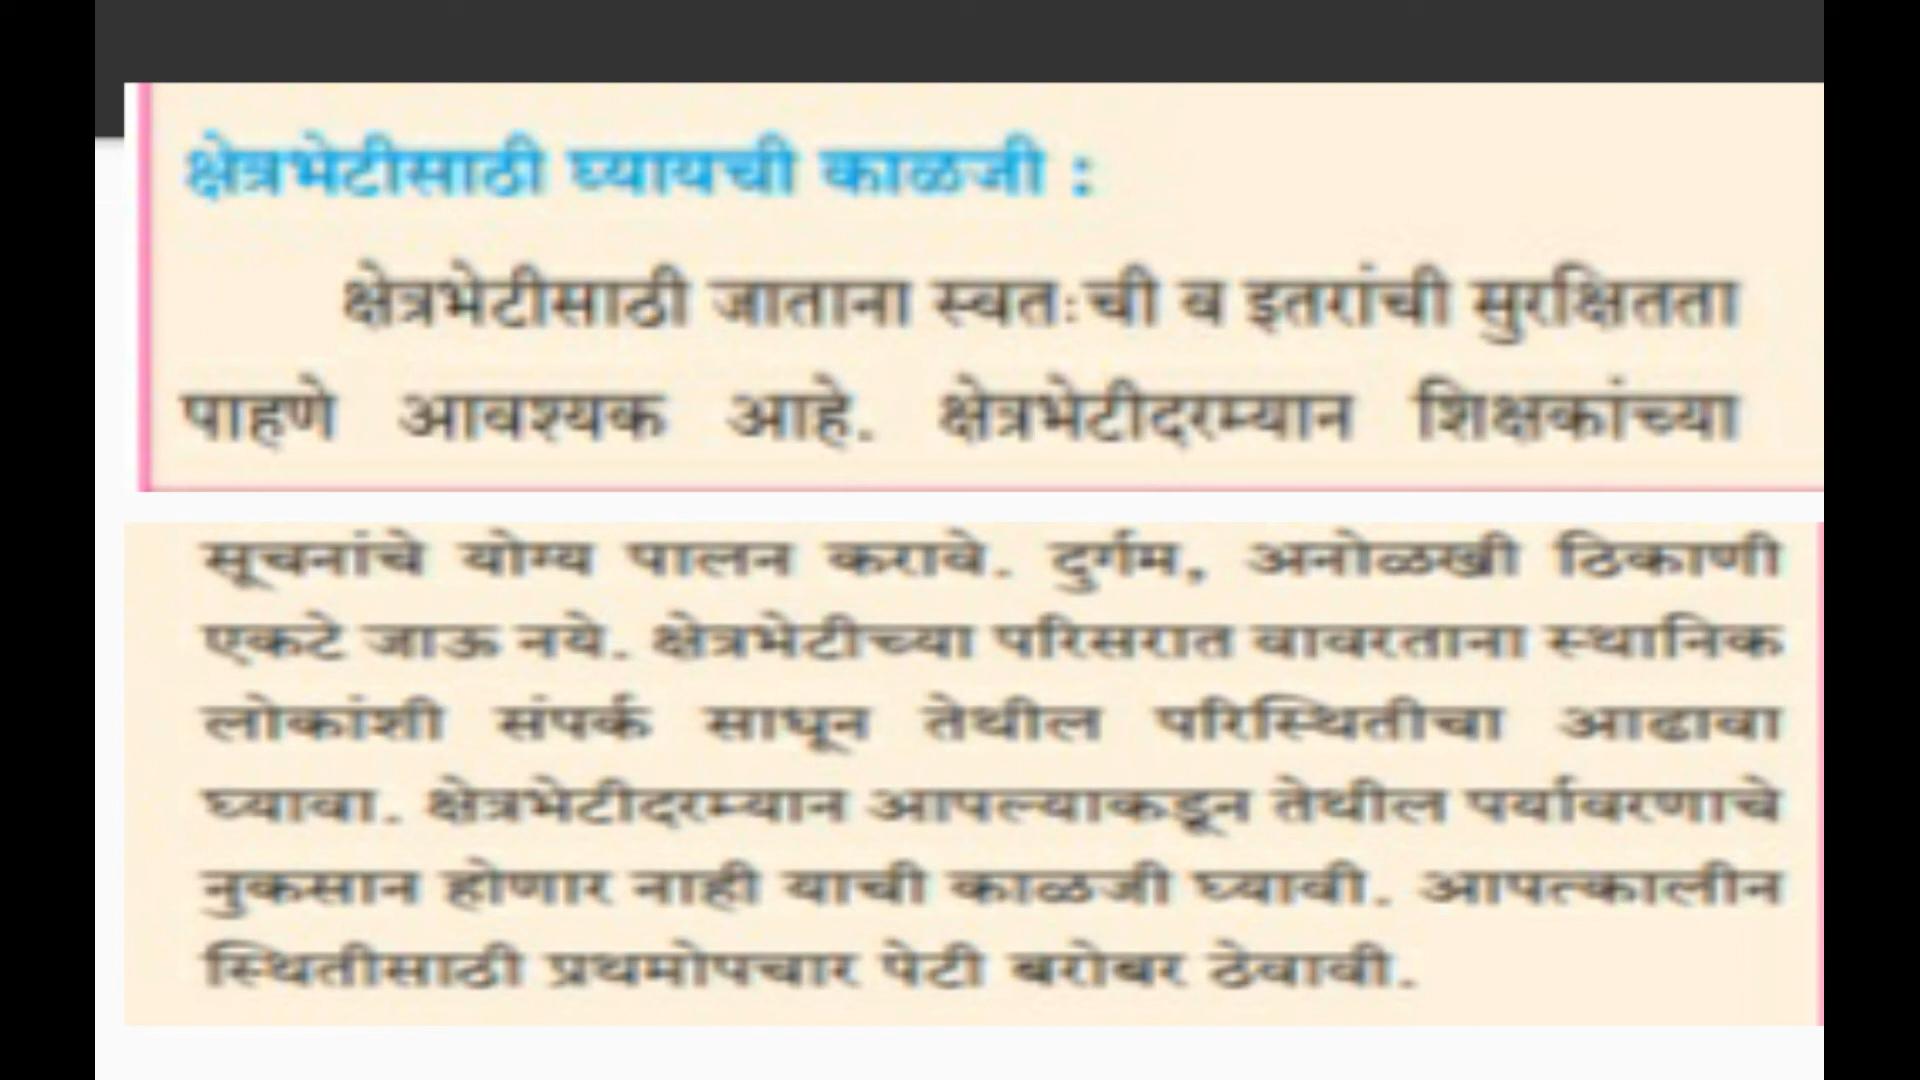 क्षेत्रभेटीसाठी घ्यायची काळजी :
क्षेत्रभेटीसाठी जाताना स्वतःची व इतरांची सुरक्षितता
पाहणे आवश्यक आहे. क्षेत्रभेटीदरम्यान शिक्षकांच्या
सूचनांचे योग्य पालन करावे. दुर्गम, अनोळखी ठिकाणी
एकटे जाऊ नये. क्षेत्रभेटीच्या परिसरात वावरताना स्थानिक
लोकांशी संपर्क साधून तेथील परिस्थितीचा आढावा
घ्यावा. क्षेत्रभेटीदरम्यान आपल्याकडून तेथील पर्यावरणाचे
नुकसान होणार नाही याची काळजी घ्यावी. आपत्कालीन
स्थितीसाठी प्रथमोपचार पेटी बरोबर ठेवावी.